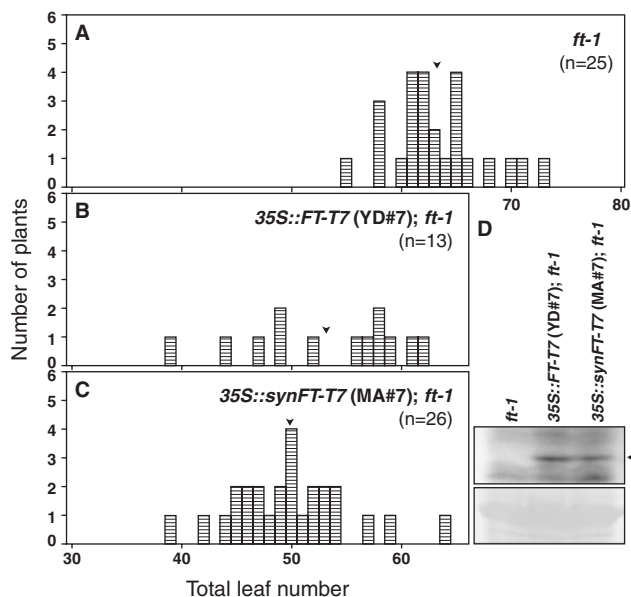 6
5
4
3
2
1
0
A
ft-1
(n=25)
70
80
Number of plants
6
5
4
3
2
1
0
B
35S::FT-T7 (YD#7); ft-1
(n=13)
6
5
4
3
2
1
0
C
35S::synFT-T7 (MA#7); ft-1
(n=26)
30
40
50
60
Total leaf number
D
ft-1
35S::FT-T7 (YD#7); ft-1
35S::synFT-T7 (MA#7); ft-1